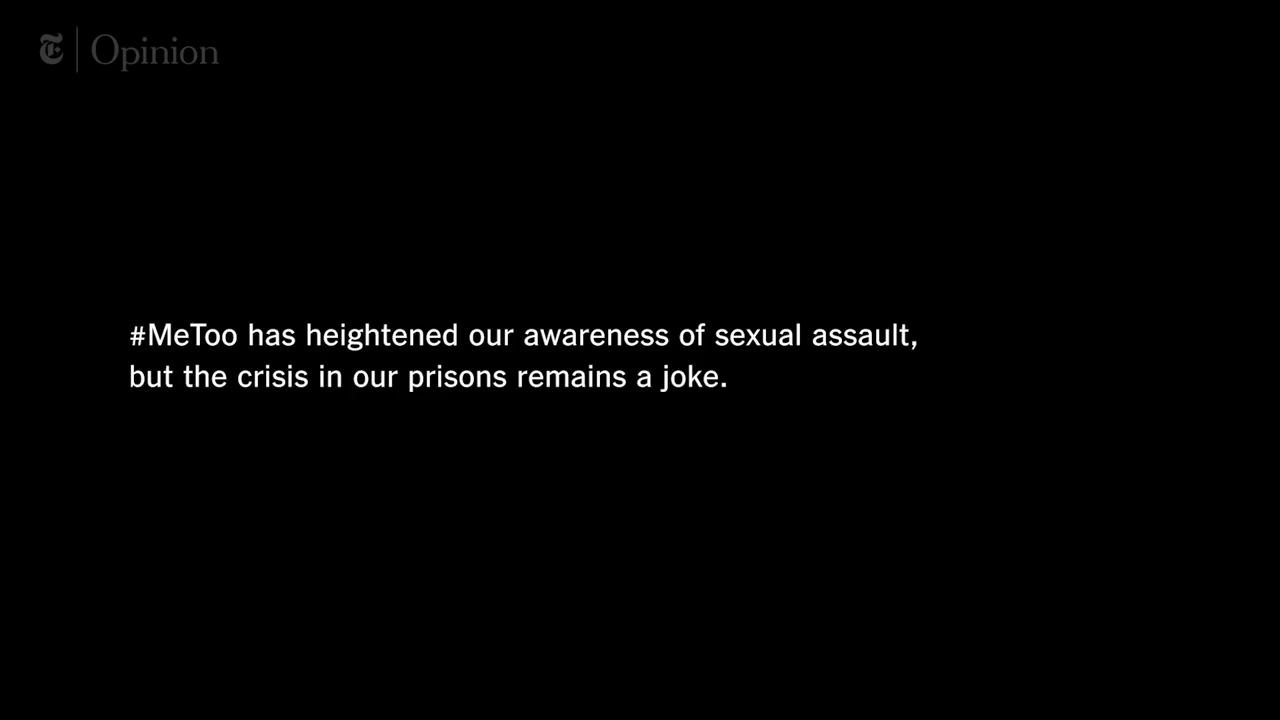 T | Opinion
#MeToo has heightened our awareness of sexual assault,
but the crisis in our prisons remains a joke.